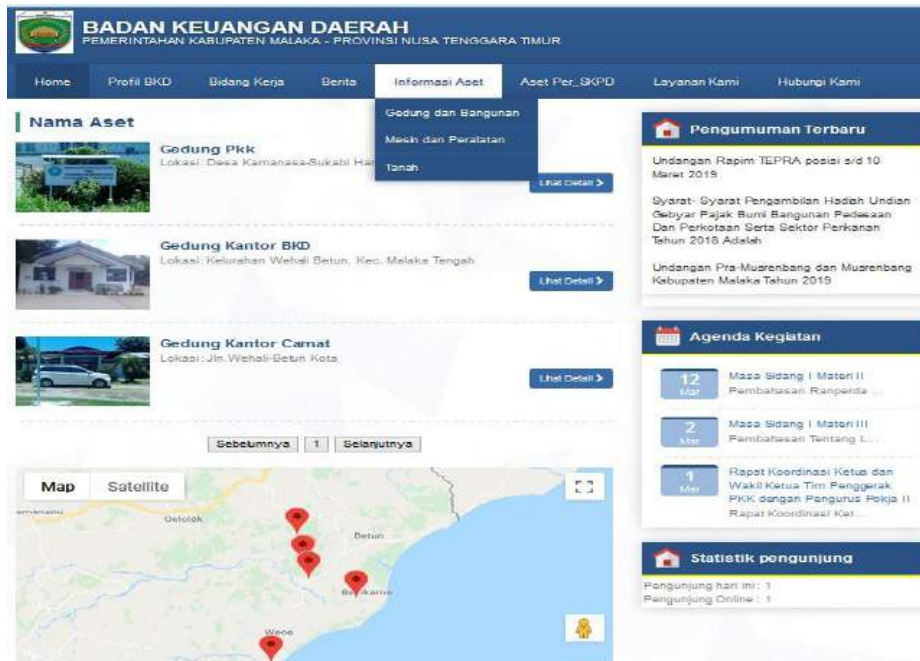 BADAN KEUANGAN DAERAH
PEMERINTAHAN KABUPATEN MALAKA - PROVINSI NUSA TENGGARA TIMUR
Home Profil BKD Bidang Kerja Berita Informasi Aset Aset Per_SKPD Layanan Kami Hubungi Kami
Gedung dan Bangunan
Mesin dan Peralatan
Tanah
Nama Aset
Gedung Pkk
Lokasi: Desa Kamanasa-Sukabi Har
Lihat Detail
Gedung Kantor BKD
Lokasi: Kelurahan Wehali Betun, Kec. Malaka Tengah
Lihat Detail
Gedung Kantor Camat
Lokasi: Jln.Wehali-Betun Kota
Lihat Detail
Sebelumnya 1 Selanjutnya
Map Satellite
Betun
Weoe
Pengumuman Terbaru
Undangan Rapim TEPRA posisi s/d 10
Maret 2019
Syarat- Syarat Pengambilan Hadiah Undian
Gebyar Pajak Bumi Bangunan Pedesaan
Dan Perkotaan Serta Sektor Perikanan
Tahun 2018 Adalah
Undangan Pra-Musrenbang dan Musrenbang
Kabupaten Malaka Tahun 2019
Agenda Kegiatan
12
Mar
Masa Sidang I Materi II
Pembahasan Ranperda ...
2
Mar
Masa Sidang I Materi III
Pembahasan Tentang L...
1
Mar
Rapat Koordinasi Ketua dan
Wakil Ketua Tim Penggerak
PKK dengan Pengurus Pokja II
Rapat Koordinasi Ket...
Statistik pengunjung
Pengunjung hari ini : 1
Pengunjung Online : 1